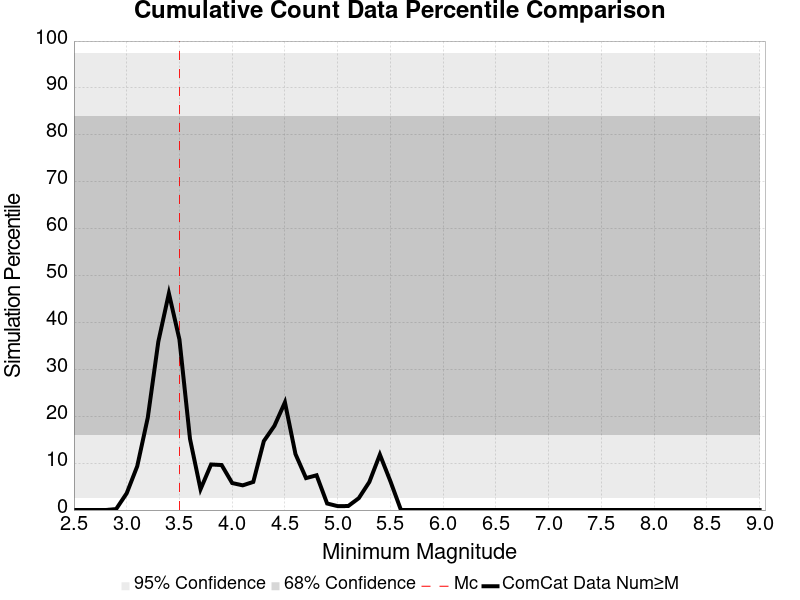 Cumulative Count Data Percentile Comparison
100
90
80
70
60
50
40
30
20
10
0
Simulation Percentile
2.5 3.0 3.5 4.0 4.5 5.0 5.5 6.0 6.5 7.0 7.5 8.0 8.5 9.0
Minimum Magnitude
95% Confidence 68% Confidence Mc ComCat Data Num≥M